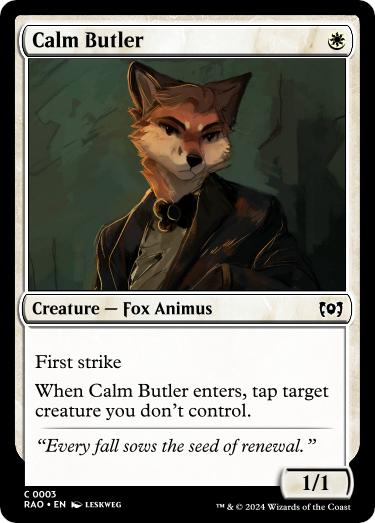 Calm Butler
Creature — Fox Animus
First strike
When Calm Butler enters, tap target
creature you don't control.
“Every fall sows the seed of renewal.”
1/1
C 0003
RAO • EN LESKWEG
™ & © 2024 Wizards of the Coast